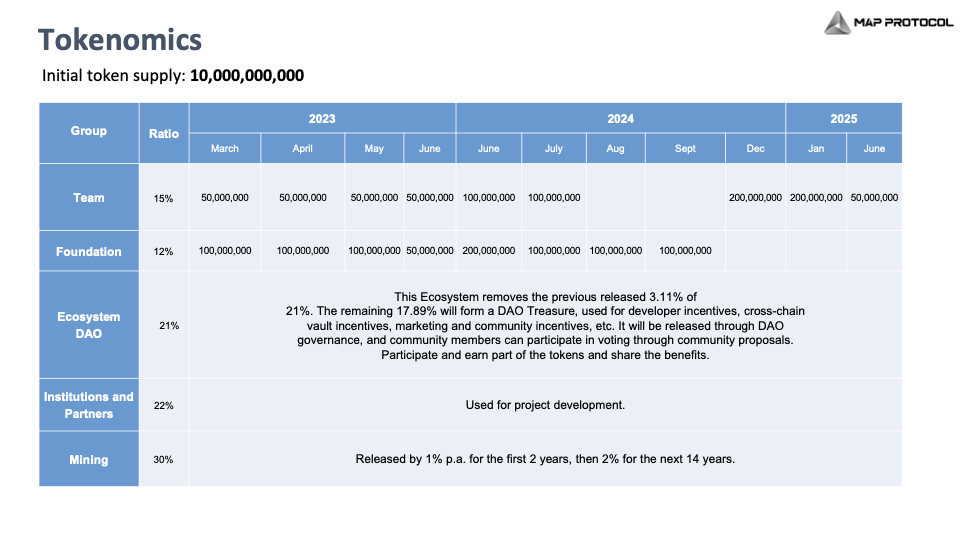 MAP PROTOCOL
Tokenomics
Initial token supply: 10,000,000,000
Group Ratio 2023 2024 2025
March April May June June July Aug Sept Dec Jan June
Team 15% 50,000,000 50,000,000 50,000,000 50,000,000 100,000,000 100,000,000 200,000,000 200,000,000 50,000,000
Foundation 12% 100,000,000 100,000,000 100,000,000 50,000,000 200,000,000 100,000,000 100,000,000 100,000,000
Ecosystem
DAO
21%
This Ecosystem removes the previous released 3.11% of
21%. The remaining 17.89% will form a DAO Treasure, used for developer incentives, cross-chain
vault incentives, marketing and community incentives, etc. It will be released through DAO
governance, and community members can participate in voting through community proposals.
Participate and earn part of the tokens and share the benefits.
Institutions and
Partners
22%
Used for project development.
Mining 30% Released by 1% p.a. for the first 2 years, then 2% for the next 14 years.